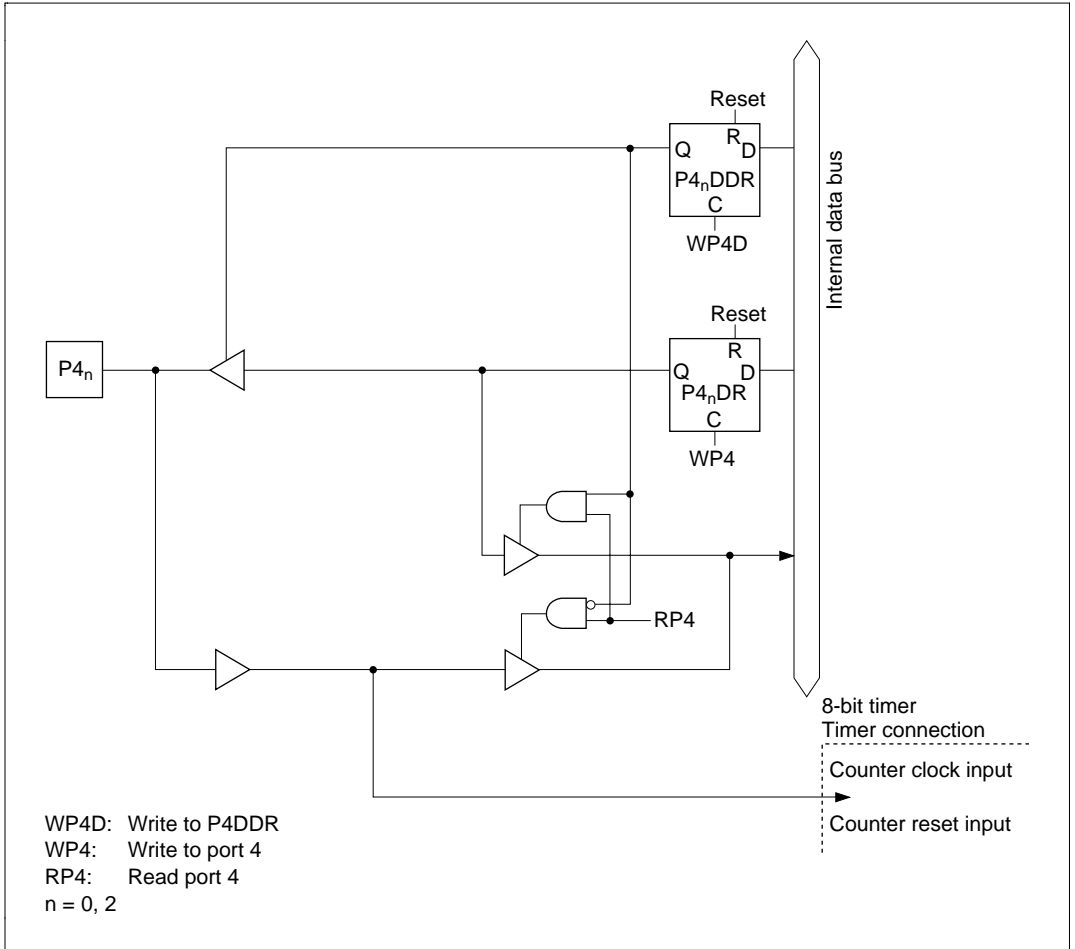 Reset
R
Q D
P4nDDR
C
WP4D
Internal data bus
Reset
R
Q D
P4nDR
C
WP4
P4n
RP4
8-bit timer
Timer connection
Counter clock input
Counter reset input
WP4D: Write to P4DDR
WP4: Write to port 4
RP4: Read port 4
n = 0, 2